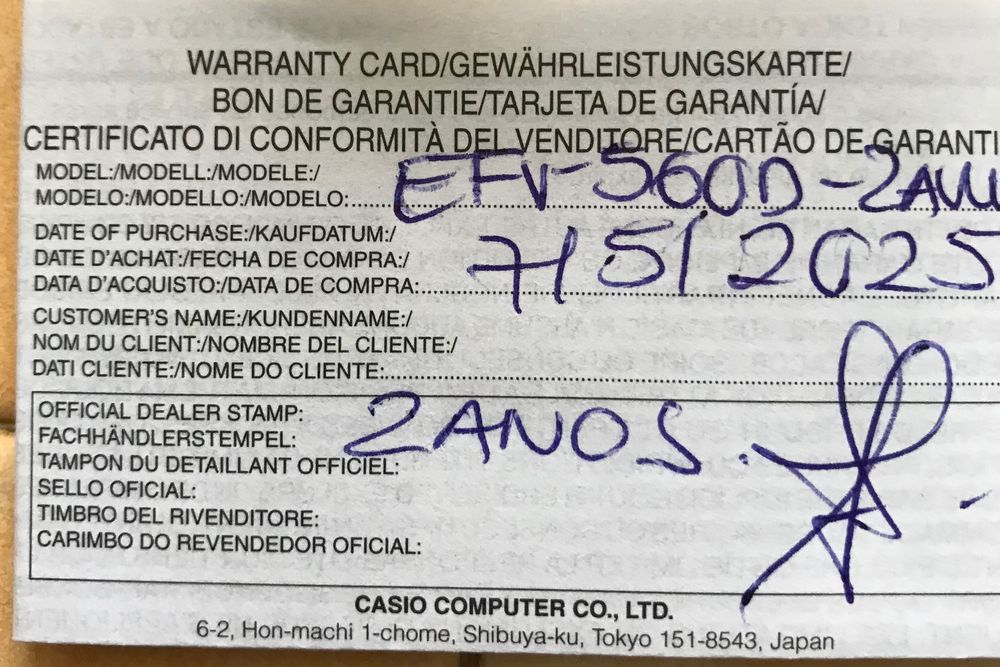 WARRANTY CARD/GEWÄHRLEISTUNGSKARTE/
BON DE GARANTIE/TARJETA DE GARANTÍA/
CERTIFICATO DI CONFORMITÀ DEL VENDITORE/CARTÃO DE GARANTI
MODEL:/MODELL:/MODELE:/
MODELO:/MODELLO:/MODELO: EFV-560D-2AVU
DATE OF PURCHASE:/KAUFDATUM:/
DATE D'ACHAT:/FECHA DE COMPRA:/
DATA D'ACQUISTO:/DATA DE COMPRA: 7/5/2025
CUSTOMER'S NAME:/KUNDENNAME:/
NOM DU CLIENT:/NOMBRE DEL CLIENTE:/
DATI CLIENTE:/NOME DO CLIENTE:
OFFICIAL DEALER STAMP: 2 ANOS.
FACHHÄNDLERSTEMPEL:
TAMPON DU DETAILLANT OFFICIEL:
SELLO OFICIAL:
TIMBRO DEL RIVENDITORE:
CARIMBO DO REVENDEDOR OFICIAL:
CASIO COMPUTER CO., LTD.
6-2, Hon-machi 1-chome, Shibuya-ku, Tokyo 151-8543, Japan